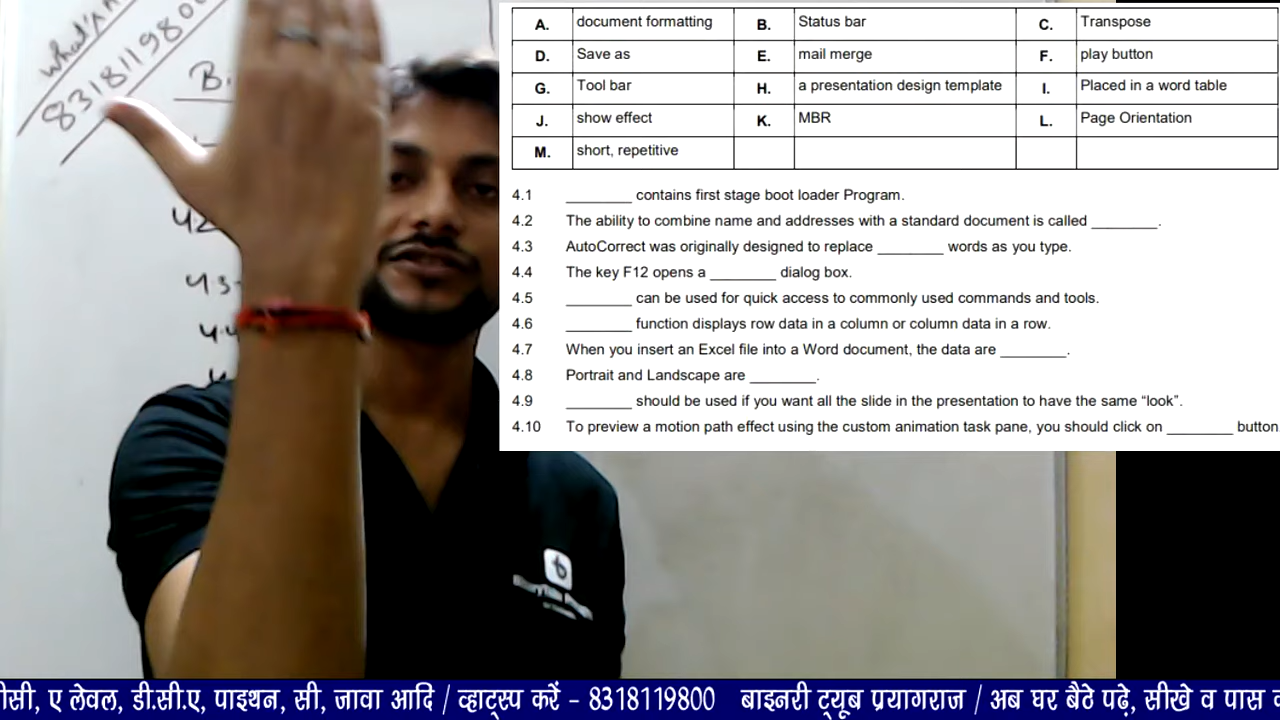 what's
8318119800
B.
4.2
4.3
4.4
A. document formatting B. Status bar C. Transpose
D. Save as E. mail merge F. play button
G. Tool bar H. a presentation design template I. Placed in a word table
J. show effect K. MBR L. Page Orientation
M. short, repetitive
4.1 ________ contains first stage boot loader Program.
4.2 The ability to combine name and addresses with a standard document is called ________.
4.3 AutoCorrect was originally designed to replace ________ words as you type.
4.4 The key F12 opens a ________ dialog box.
4.5 ________ can be used for quick access to commonly used commands and tools.
4.6 ________ function displays row data in a column or column data in a row.
4.7 When you insert an Excel file into a Word document, the data are ________.
4.8 Portrait and Landscape are ________.
4.9 ________ should be used if you want all the slide in the presentation to have the same “look”.
4.10 To preview a motion path effect using the custom animation task pane, you should click on ________ button
ीसी, ए लेवल, डी.सी.ए, पाइथन, सी, जावा आदि / व्हाट्स्प करें - 8318119800 बाइनरी ट्यूब प्रयागराज / अब घर बैठे पढ़े, सीखे व पास